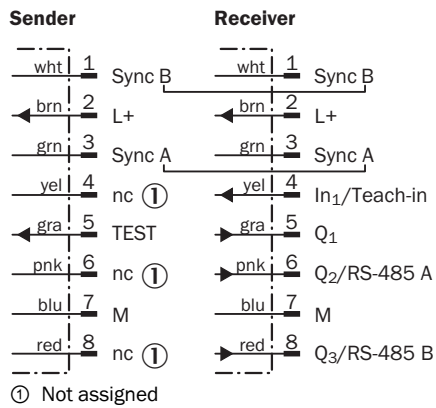 Sender Receiver
wht 1 Sync B wht 1 Sync B
brn 2 L+ brn 2 L+
grn 3 Sync A grn 3 Sync A
yel 4 nc ① yel 4 In₁/Teach-in
gra 5 TEST gra 5 Q₁
pnk 6 nc ① pnk 6 Q₂/RS-485 A
blu 7 M blu 7 M
red 8 nc ① red 8 Q₃/RS-485 B
① Not assigned